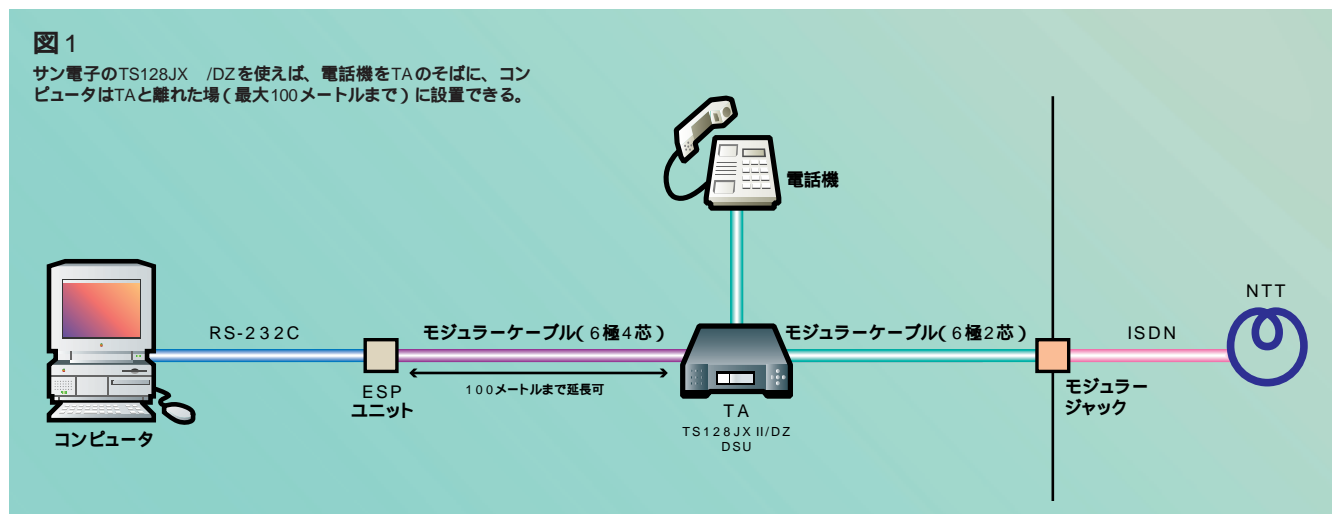 図1
サン電子のTS128JX /DZを使えば、電話機をTAのそばに、コン
ピュータはTAと離れた場（最大100メートルまで）に設置できる。
電話機
NTT
RS-232C
モジュラーケーブル（6極4芯）
モジュラーケーブル（6極2芯）
ISDN
ESP
ユニット
100メートルまで延長可
モジュラー
ジャック
TA
TS128JX II/DZ
DSU
コンピュータ